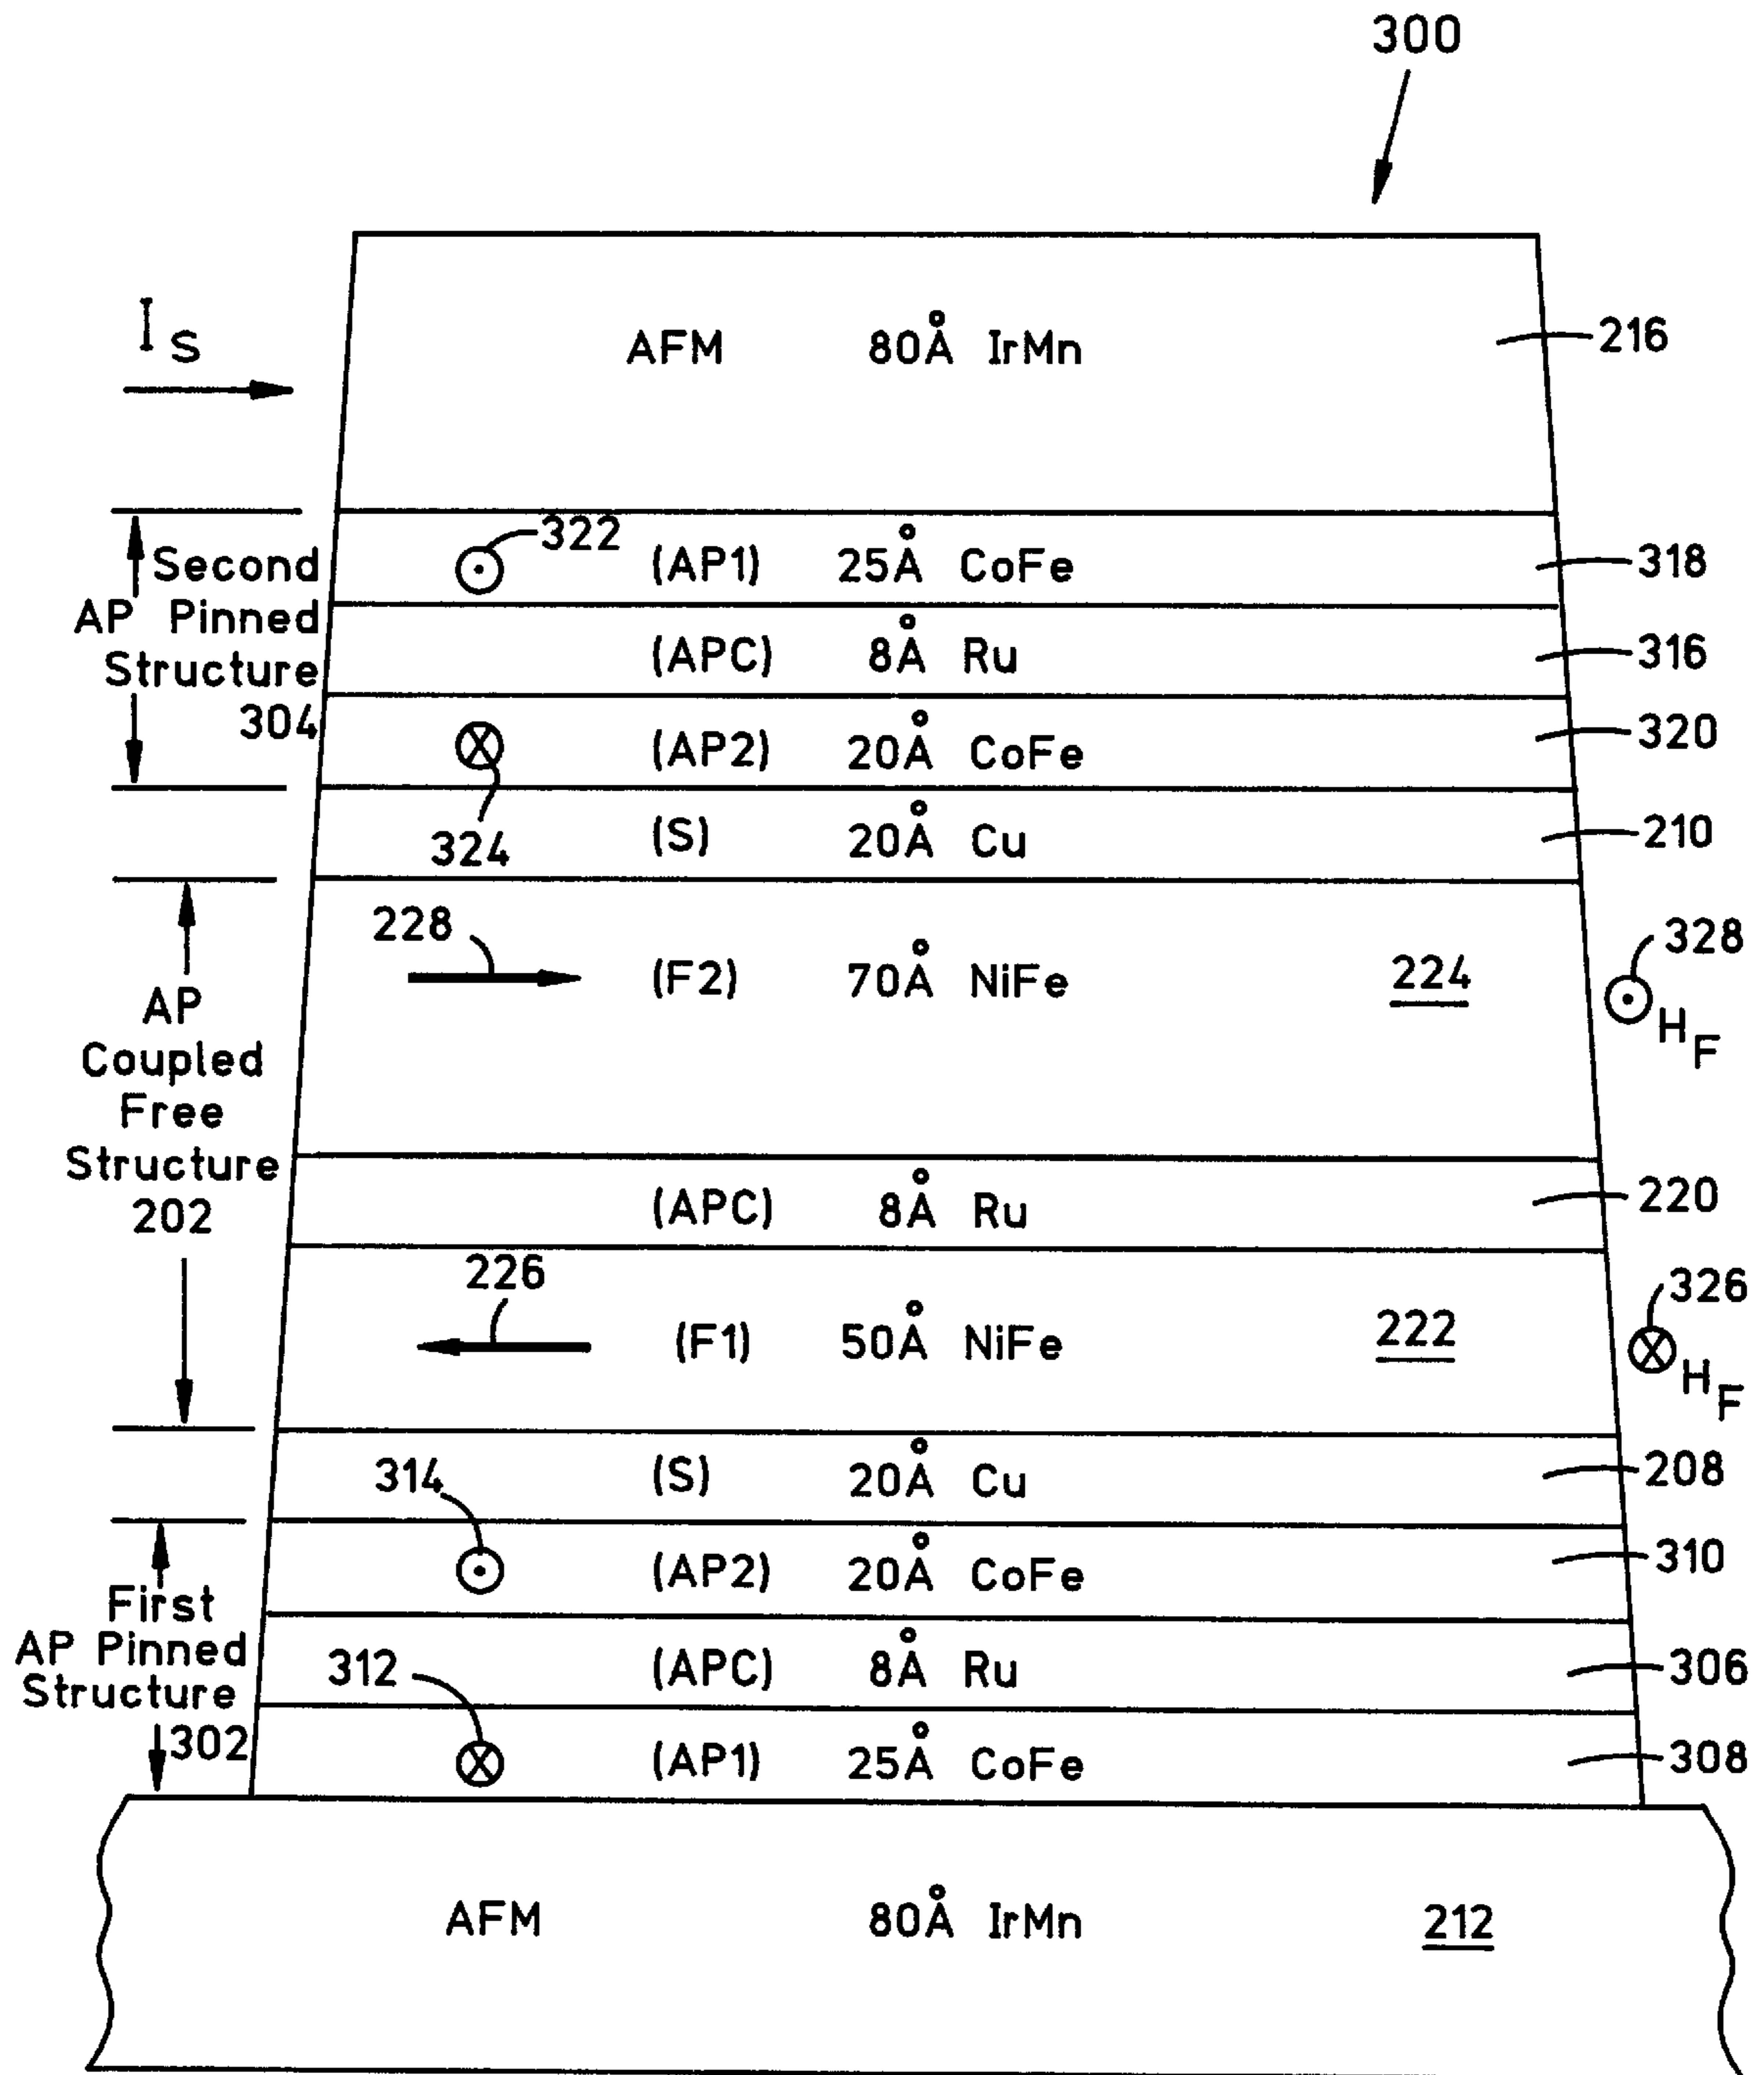 300
I S
AFM 80Å IrMn 216
322
Second (AP1) 25Å CoFe 318
AP Pinned
Structure (APC) 8Å Ru 316
304
(AP2) 20Å CoFe 320
324 (S) 20Å Cu 210
228 (F2) 70Å NiFe 224 328
H F
AP
Coupled
Free
Structure
202
(APC) 8Å Ru 220
226 (F1) 50Å NiFe 222 326
H F
314 (S) 20Å Cu 208
(AP2) 20Å CoFe 310
First
AP Pinned
Structure
302
312 (APC) 8Å Ru 306
(AP1) 25Å CoFe 308
AFM 80Å IrMn 212